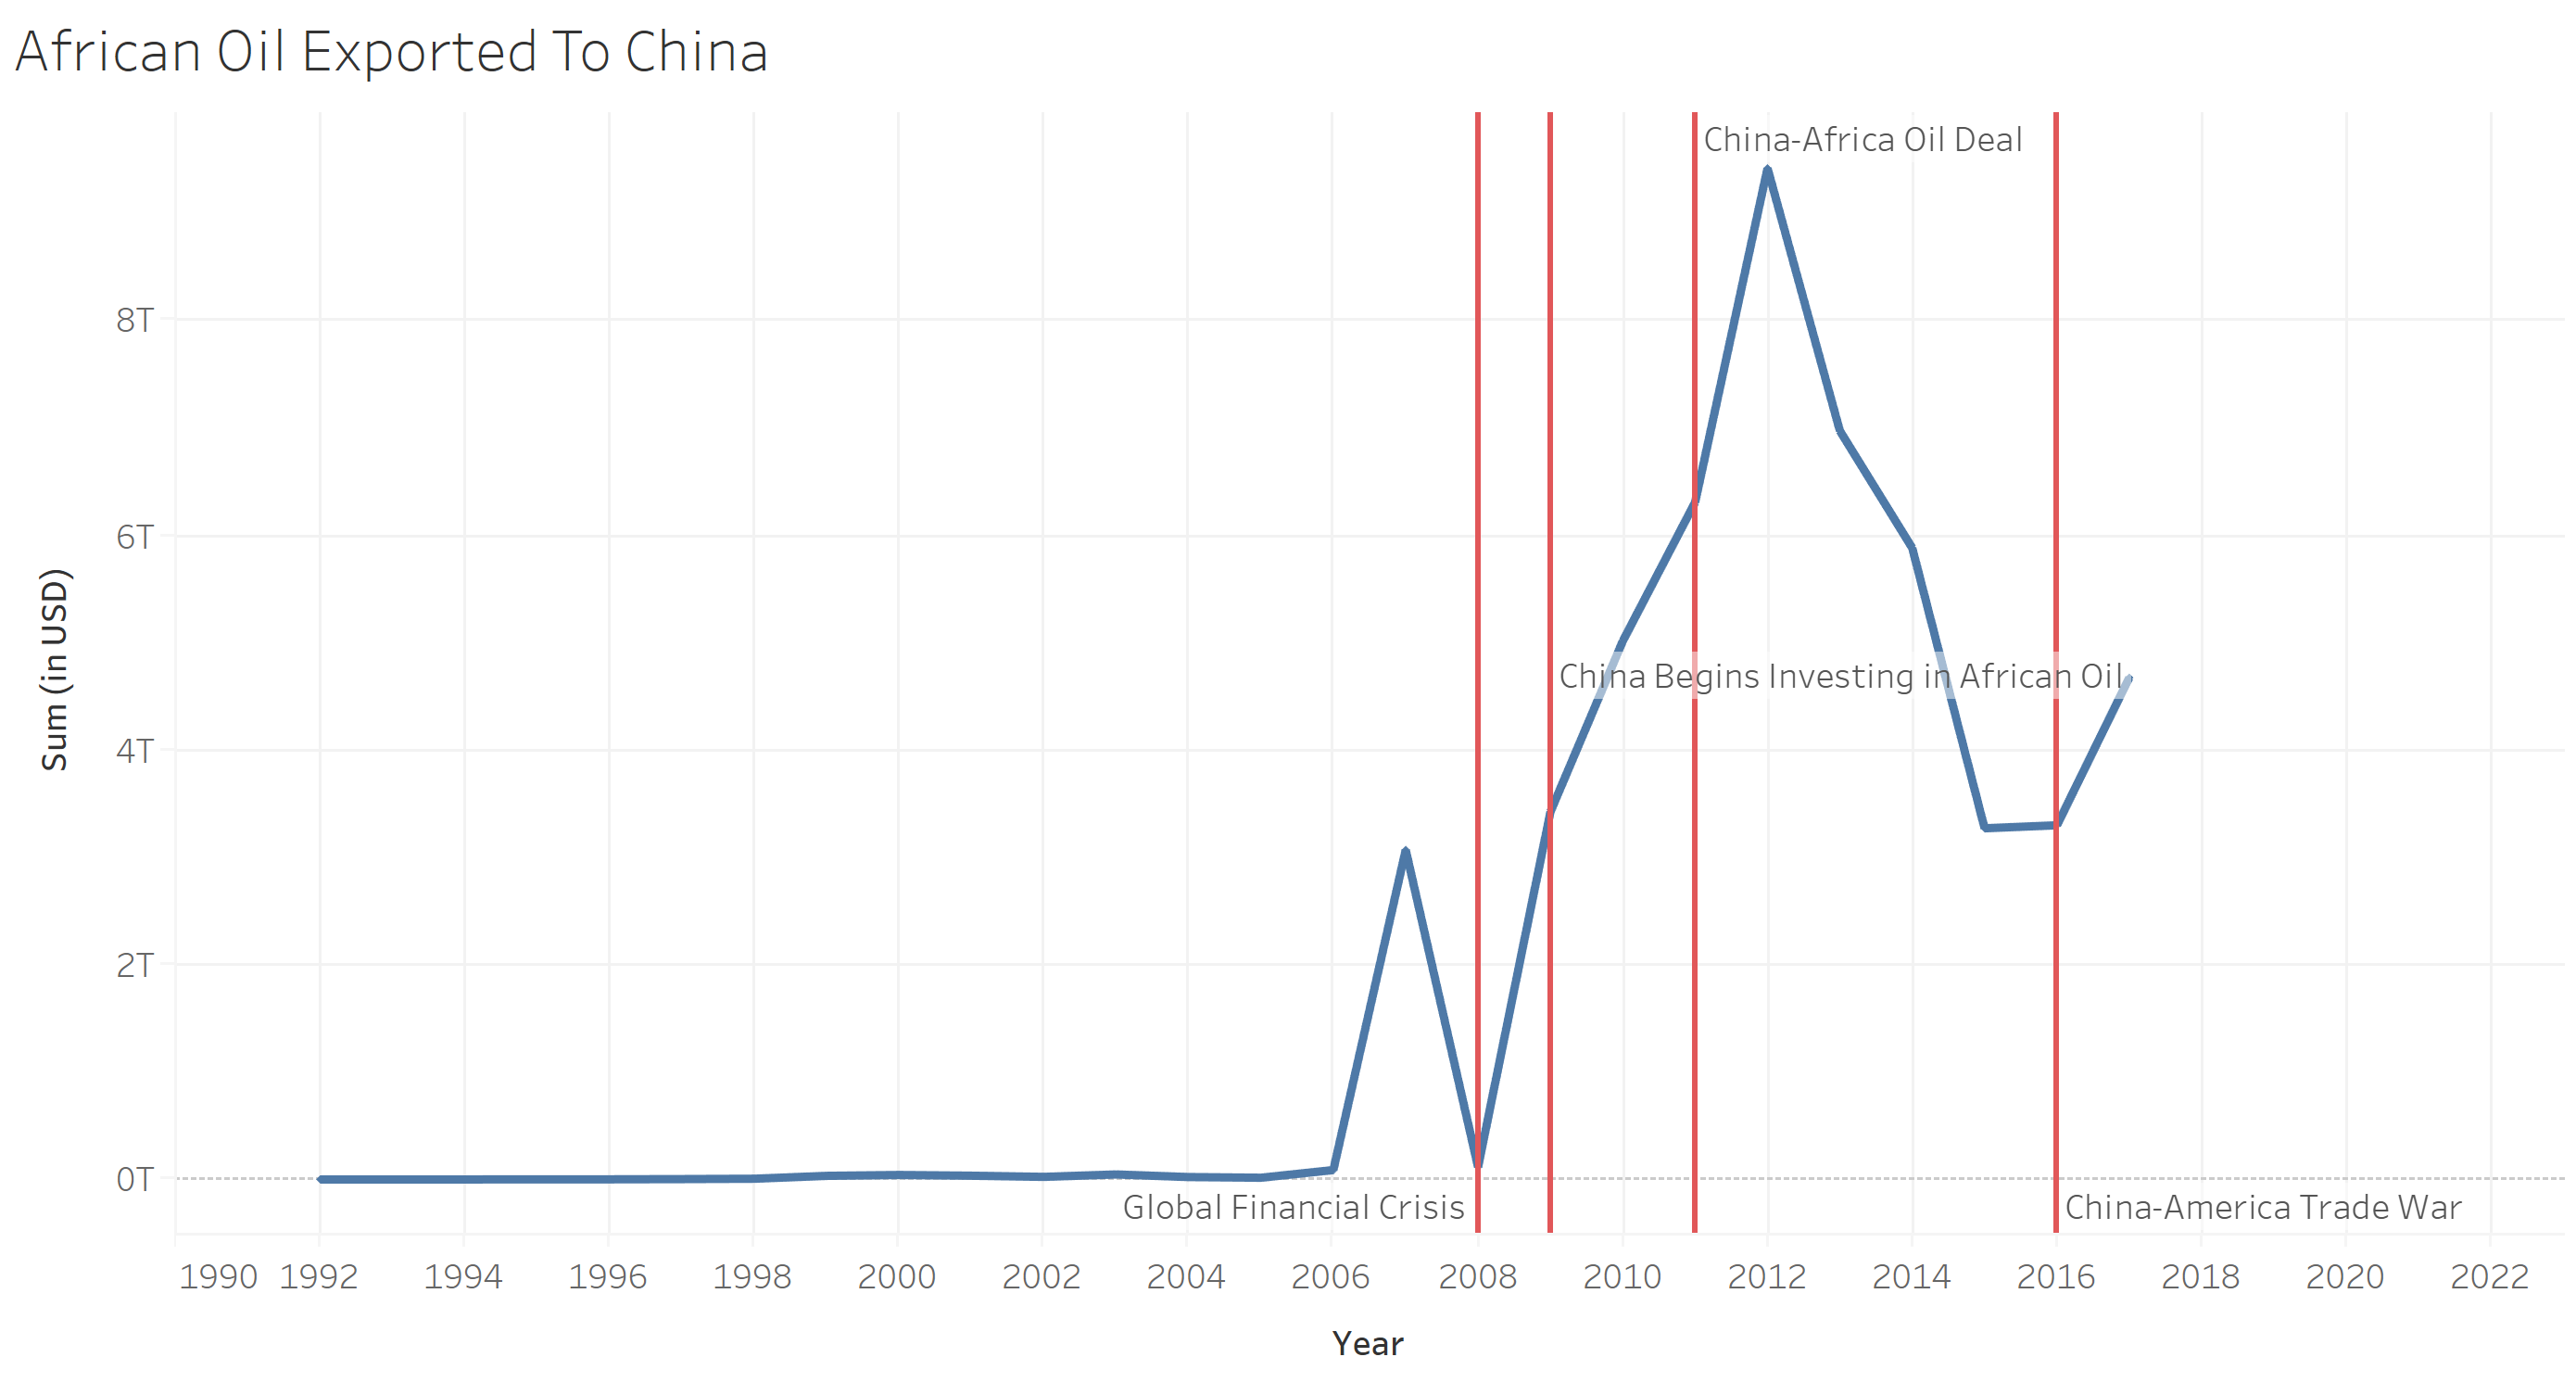 African Oil Exported To China
China-Africa Oil Deal
8T
6T
China Begins Investing in African Oil
Sum (in USD)
4T
2T
0T
Global Financial Crisis
China-America Trade War
1990 1992 1994 1996 1998 2000 2002 2004 2006 2008 2010 2012 2014 2016 2018 2020 2022
Year